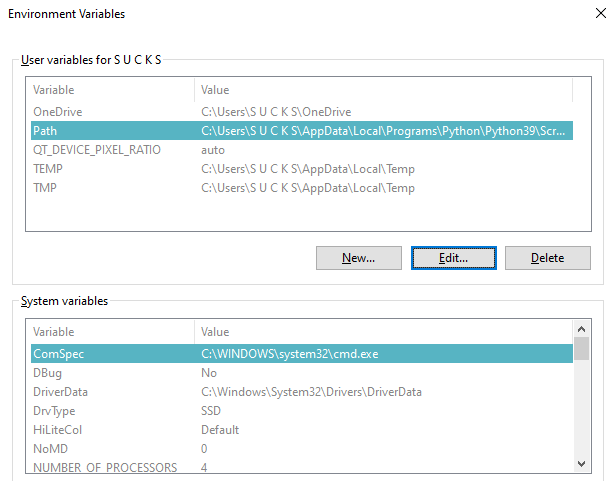 Environment Variables
User variables for S U C K S
Variable Value
OneDrive C:\Users\S U C K S\OneDrive
Path C:\Users\S U C K S\AppData\Local\Programs\Python\Python39\Scr...
QT_DEVICE_PIXEL_RATIO auto
TEMP C:\Users\S U C K S\AppData\Local\Temp
TMP C:\Users\S U C K S\AppData\Local\Temp
New... Edit... Delete
System variables
Variable Value
ComSpec C:\WINDOWS\system32\cmd.exe
DBug No
DriverData C:\Windows\System32\Drivers\DriverData
DrvType SSD
HiLiteCol Default
NoMD 0
NUMBER_OF_PROCESSORS 4